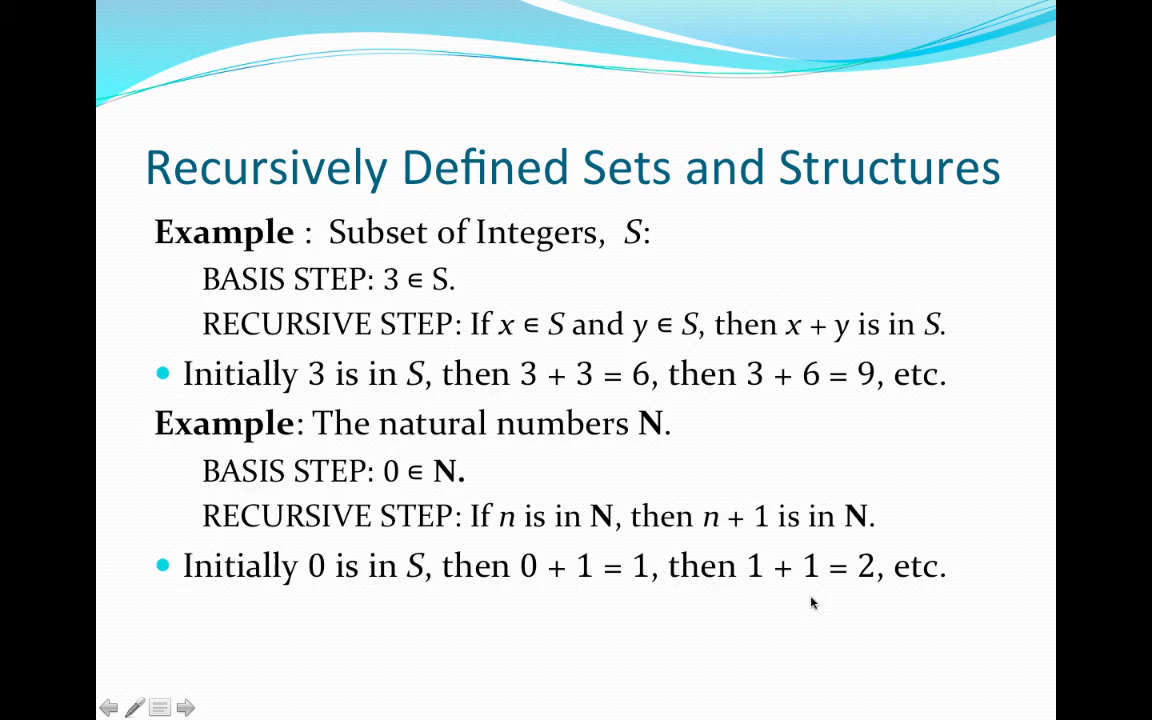 Recursively Defined Sets and Structures
Example : Subset of Integers, S:
BASIS STEP: 3 ∊ S.
RECURSIVE STEP: If x ∊ S and y ∊ S, then x + y is in S.
• Initially 3 is in S, then 3 + 3 = 6, then 3 + 6 = 9, etc.
Example: The natural numbers N.
BASIS STEP: 0 ∊ N.
RECURSIVE STEP: If n is in N, then n + 1 is in N.
• Initially 0 is in S, then 0 + 1 = 1, then 1 + 1 = 2, etc.